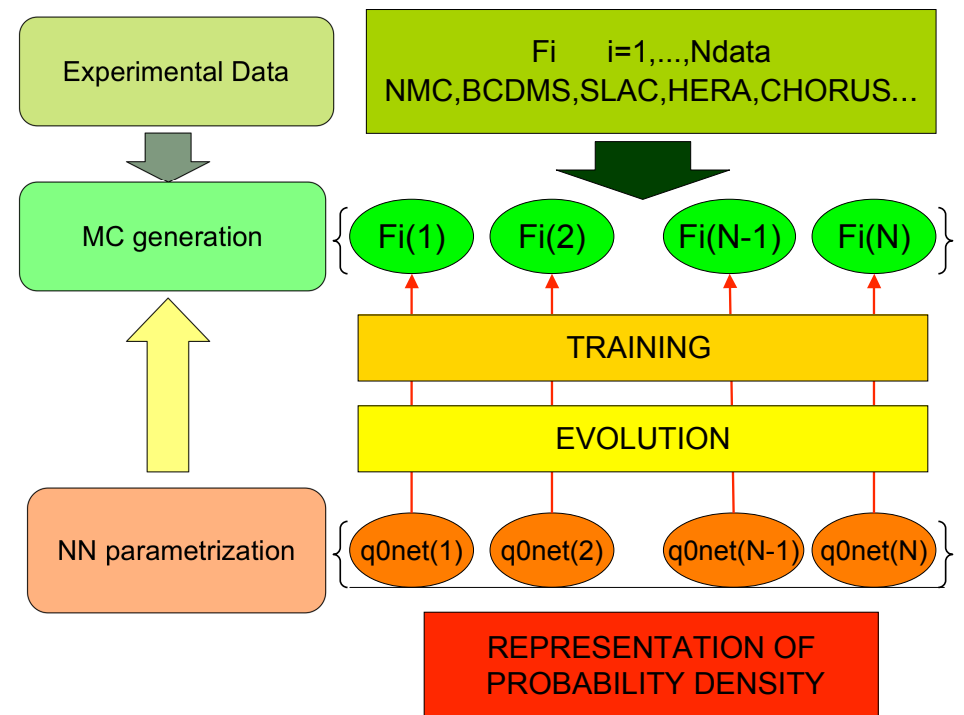 Experimental Data
Fi i=1,...,Ndata
NMC,BCDMS,SLAC,HERA,CHORUS...
MC generation
Fi(1) Fi(2) Fi(N-1) Fi(N)
TRAINING
EVOLUTION
NN parametrization
q0net(1) q0net(2) q0net(N-1) q0net(N)
REPRESENTATION OF
PROBABILITY DENSITY